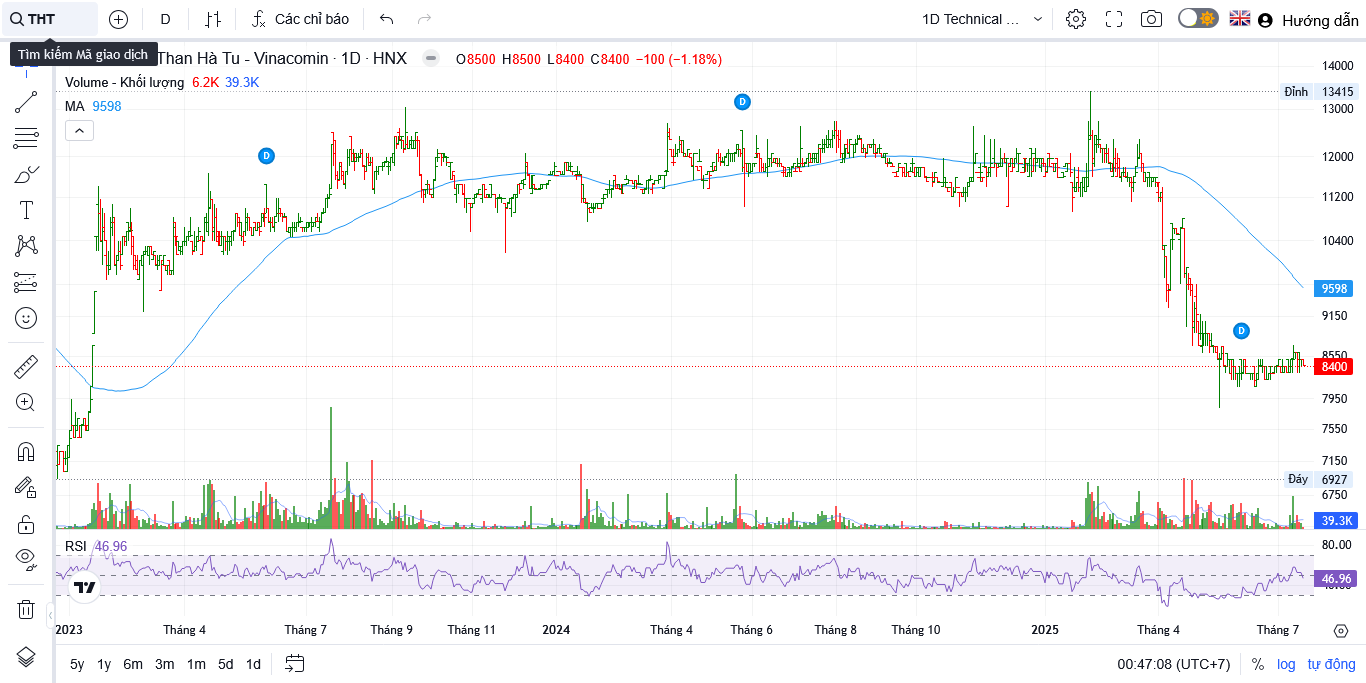 THT
D
Các chỉ báo
1D Technical ...
Hướng dẫn
Tìm kiếm Mã giao dịch
Than Hà Tu - Vinacomin · 1D · HNX
O8500 H8500 L8400 C8400 −100 (−1.18%)
Volume - Khối lượng 6.2K 39.3K
MA 9598
14000
Đỉnh 13415
13000
12000
11200
10400
9598
9150
8550
8400
7950
7550
7150
Đáy 6927
6750
39.3K
D
D
D
RSI 46.96
80.00
46.96
2023
Tháng 4
Tháng 7
Tháng 9
Tháng 11
2024
Tháng 4
Tháng 6
Tháng 8
Tháng 10
2025
Tháng 4
Tháng 7
5y 1y 6m 3m 1m 5d 1d
00:47:08 (UTC+7)
% log tự động